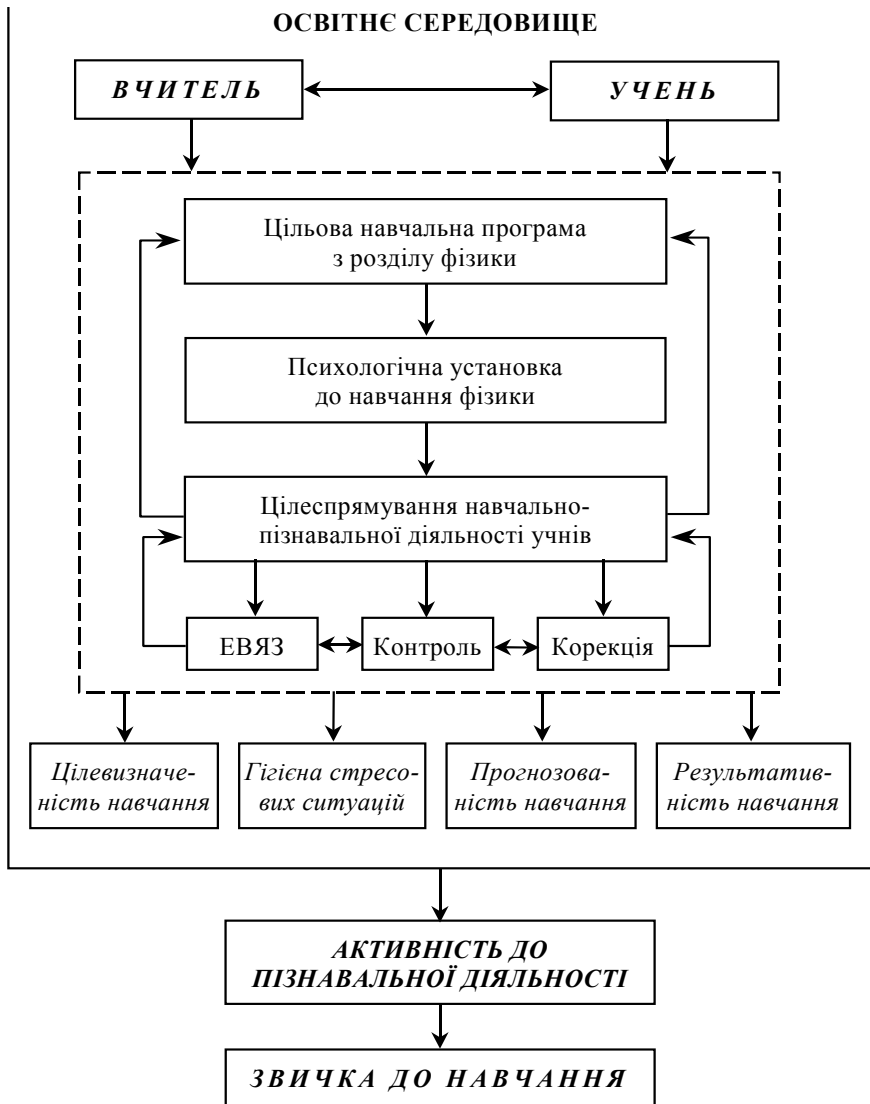 ОСВІТНЄ СЕРЕДОВИЩЕ
ВЧИТЕЛЬ
УЧЕНЬ
Цільова навчальна програма
з розділу фізики
Психологічна установка
до навчання фізики
Цілеспрямування навчально-
пізнавальної діяльності учнів
ЕВЯЗ
Контроль
Корекція
Цілевизначе-
ність навчання
Гігієна стресо-
вих ситуацій
Прогнозова-
ність навчання
Результатив-
ність навчання
АКТИВНІСТЬ ДО
ПІЗНАВАЛЬНОЇ ДІЯЛЬНОСТІ
ЗВИЧКА ДО НАВЧАННЯ